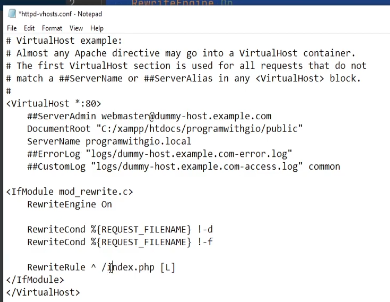 RewriteEngine On
*httpd-vhosts.conf - Notepad
File Edit Format View Help
# VirtualHost example:
# Almost any Apache directive may go into a VirtualHost container.
# The first VirtualHost section is used for all requests that do not
# match a ##ServerName or ##ServerAlias in any <VirtualHost> block.
#
<VirtualHost *:80>
##ServerAdmin webmaster@dummy-host.example.com
DocumentRoot "C:/xampp/htdocs/programwithgio/public"
ServerName programwithgio.local
##ErrorLog "logs/dummy-host.example.com-error.log"
##CustomLog "logs/dummy-host.example.com-access.log" common
<IfModule mod_rewrite.c>
RewriteEngine On
RewriteCond %{REQUEST_FILENAME} !-d
RewriteCond %{REQUEST_FILENAME} !-f
RewriteRule ^ /index.php [L]
</IfModule>
</VirtualHost>